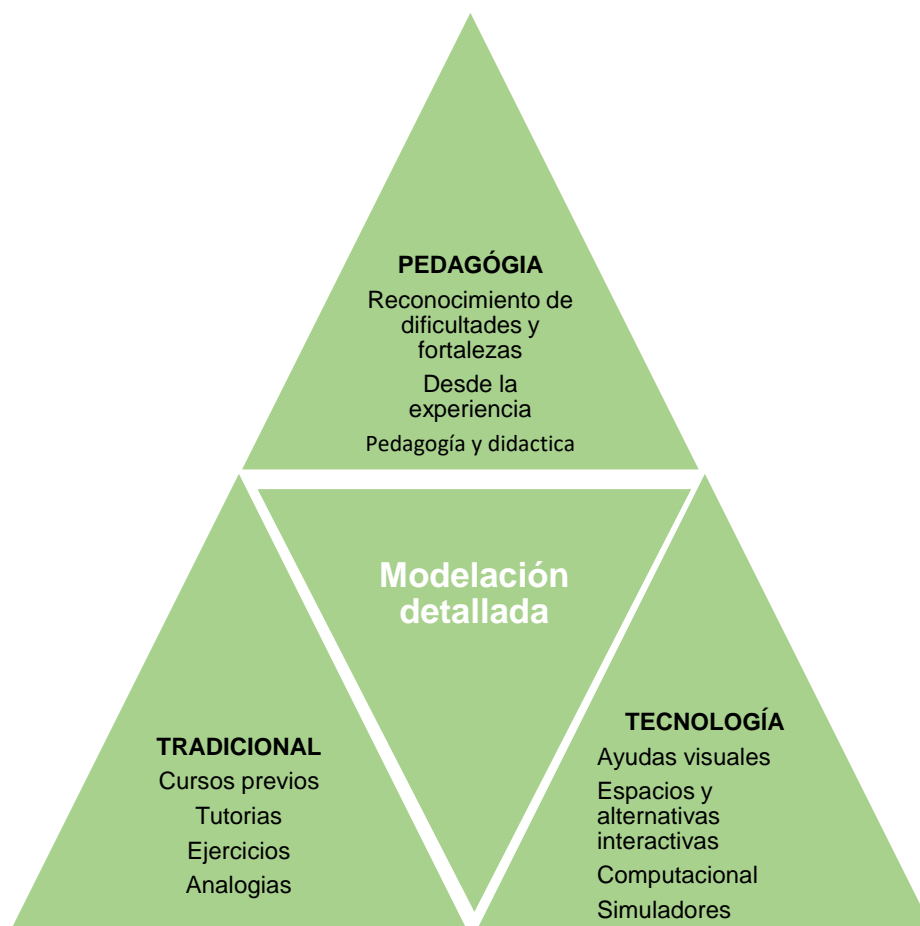 PEDAGÓGIA
Reconocimiento de
dificultades y
fortalezas
Desde la
experiencia
Pedagogía y didactica
Modelación
detallada
TRADICIONAL
Cursos previos
Tutorias
Ejercicios
Analogias
TECNOLOGÍA
Ayudas visuales
Espacios y
alternativas
interactivas
Computacional
Simuladores